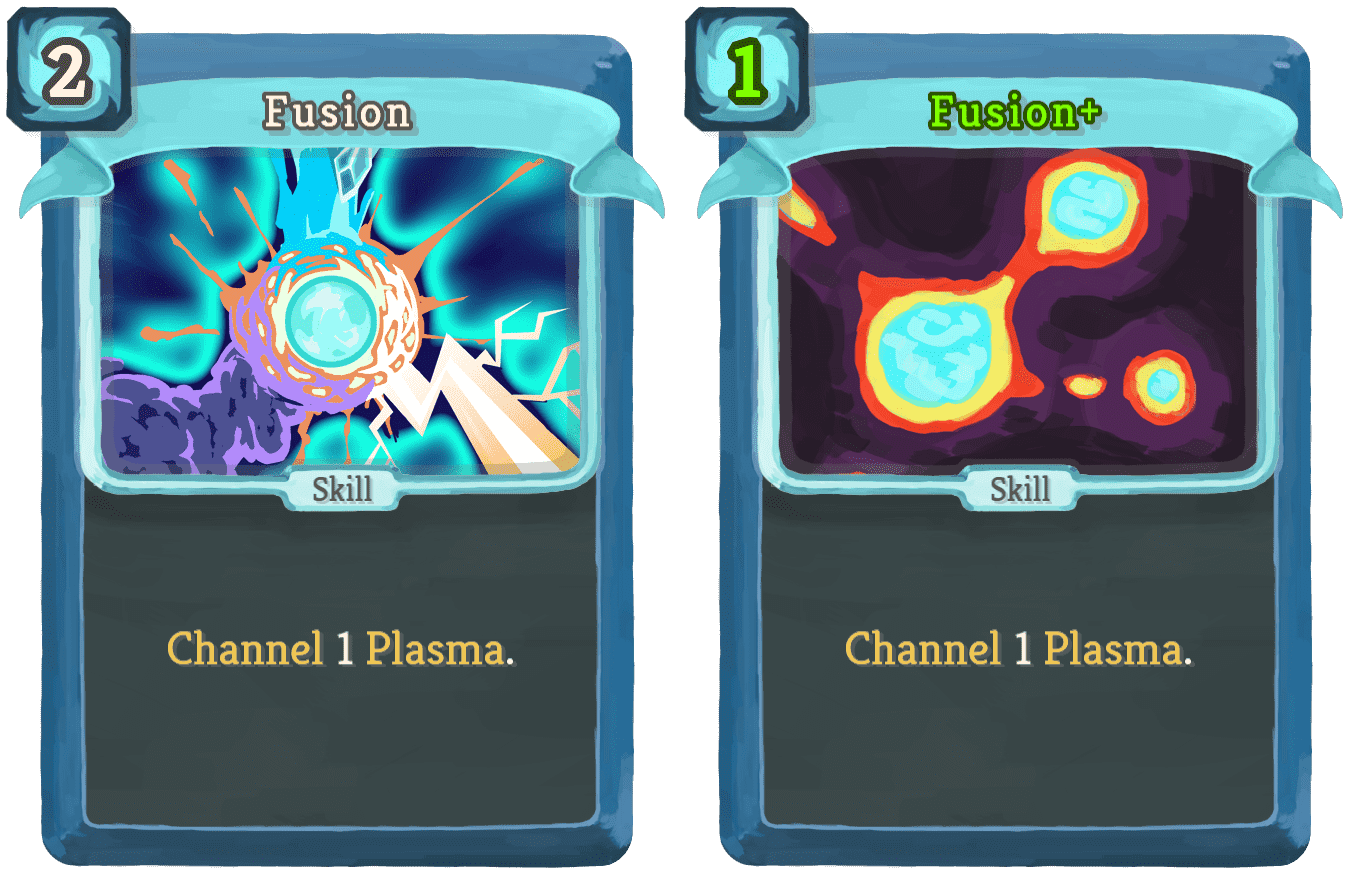 2
Fusion
Skill
Channel 1 Plasma.
1
Fusion+
Skill
Channel 1 Plasma.